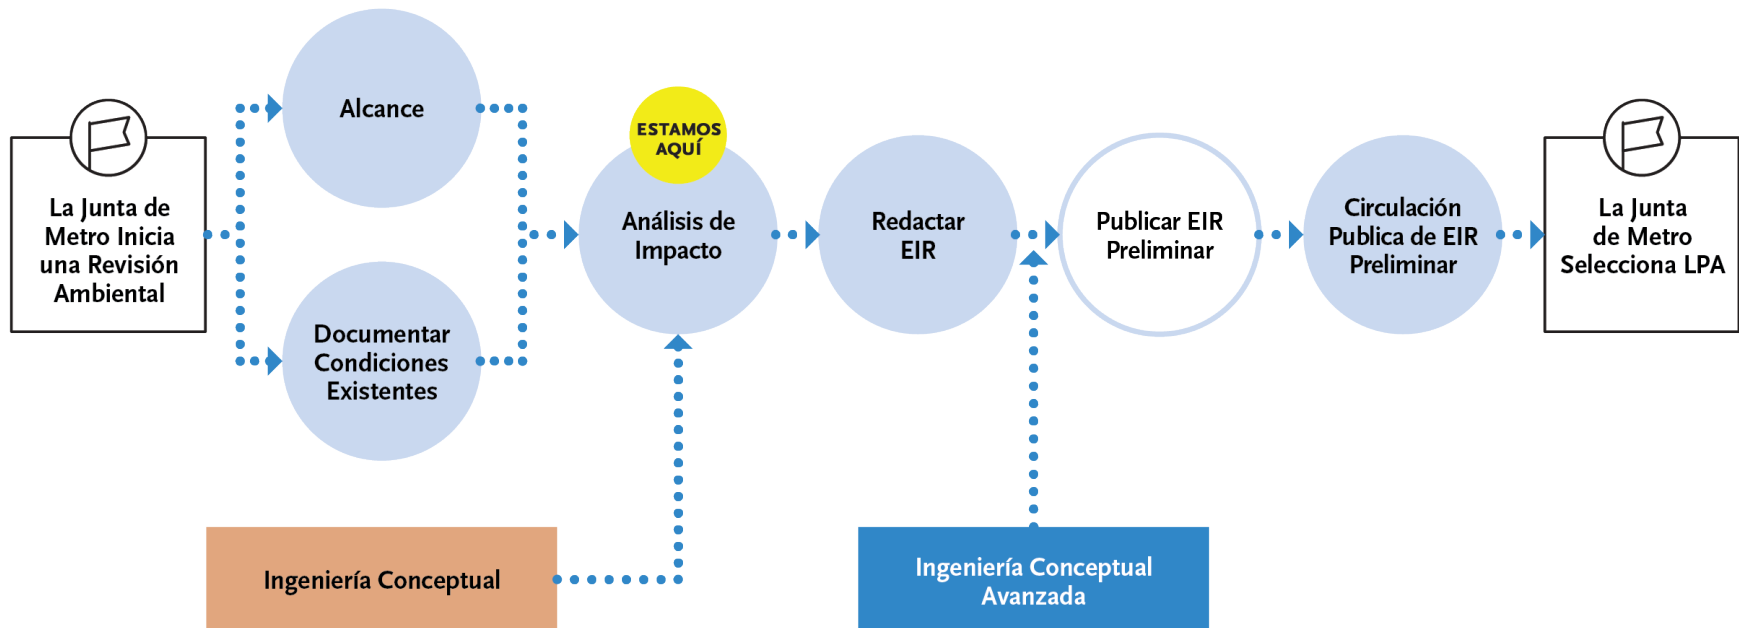 La Junta de
Metro Inicia
una Revisión
Ambiental
Alcance
Documentar
Condiciones
Existentes
ESTAMOS
AQUÍ
Análisis de
Impacto
Redactar
EIR
Publicar EIR
Preliminar
Circulación
Publica de EIR
Preliminar
La Junta
de Metro
Selecciona LPA
Ingeniería Conceptual
Ingeniería Conceptual
Avanzada